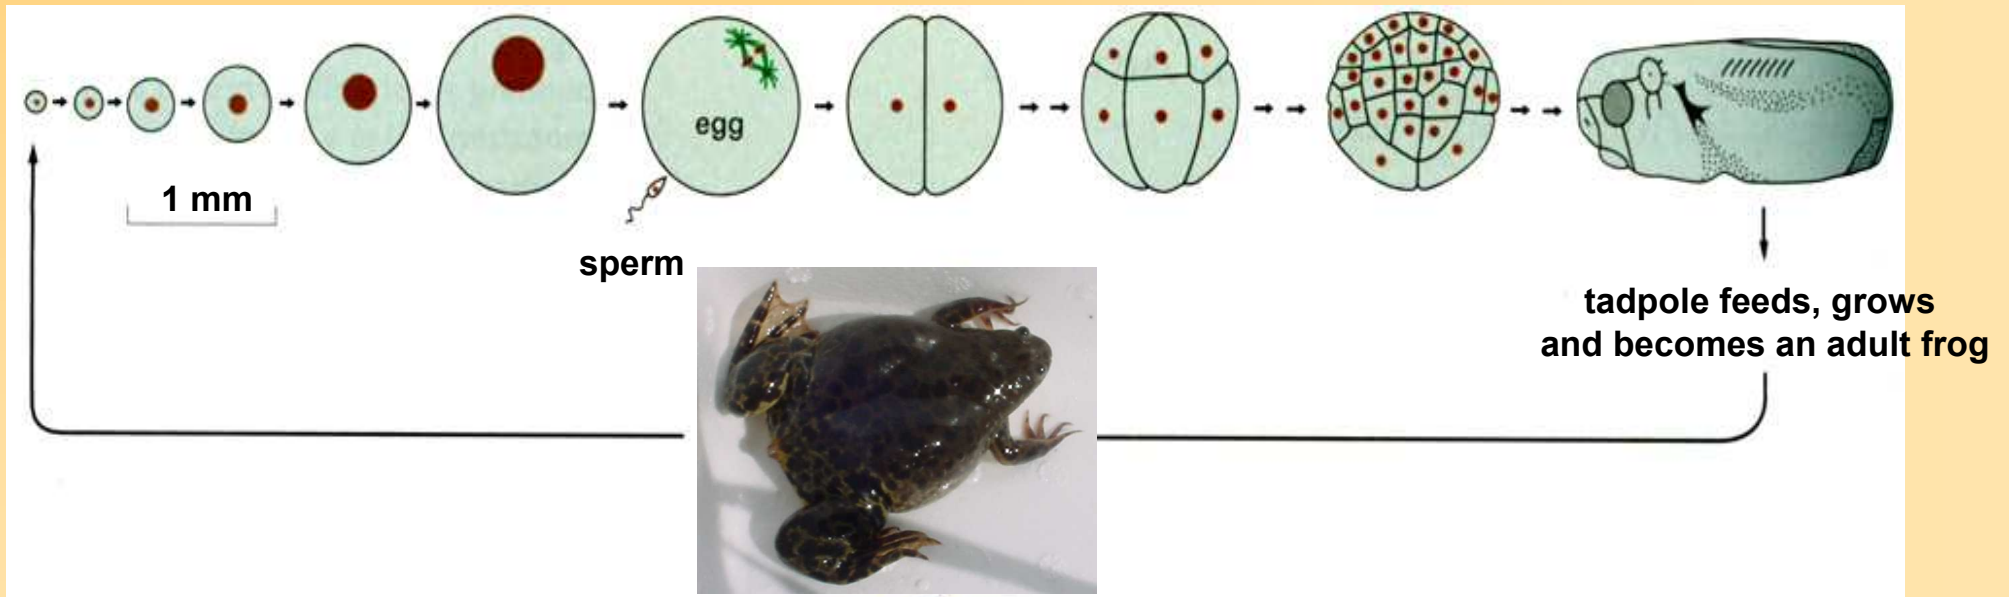 egg
1 mm
sperm
tadpole feeds, grows
and becomes an adult frog